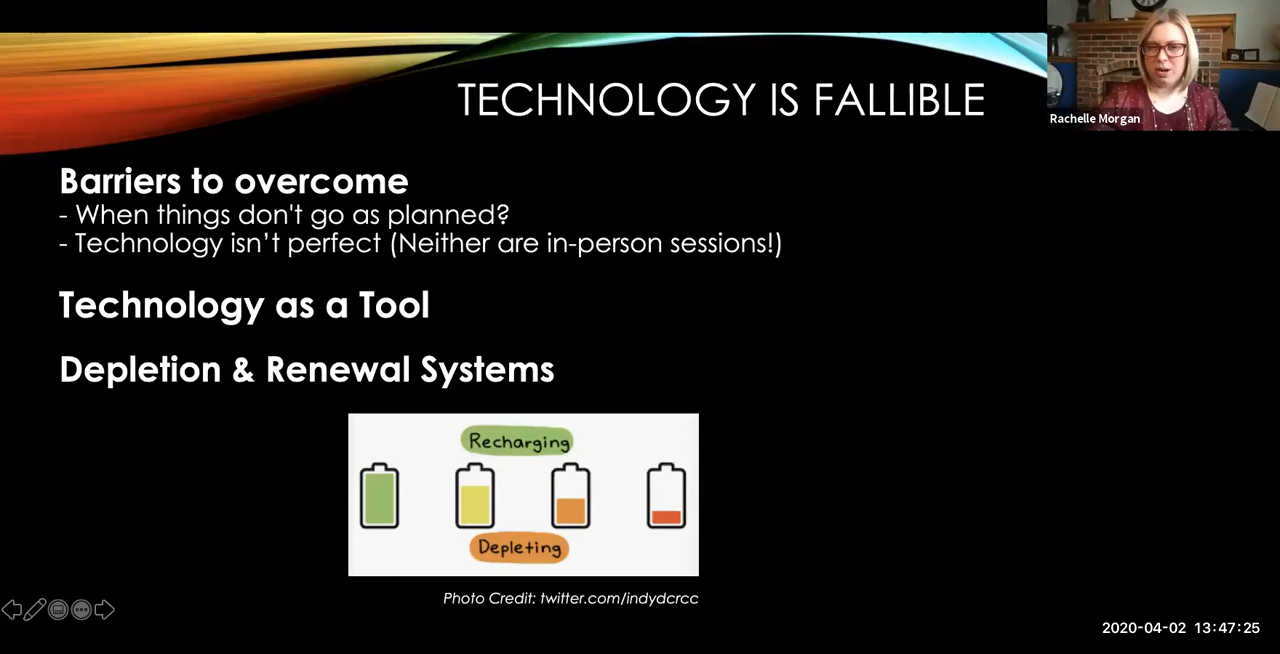 TECHNOLOGY IS FALLIBLE
Rachelle Morgan
Barriers to overcome
- When things don't go as planned?
- Technology isn’t perfect (Neither are in-person sessions!)
Technology as a Tool
Depletion & Renewal Systems
Recharging
Depleting
Photo Credit: twitter.com/indydcrcc
2020-04-02 13:47:25